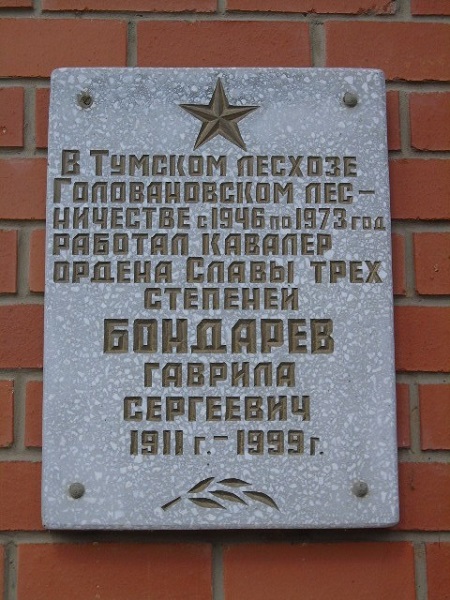 В Тумском лесхозе
Головановском лес-
ничестве с 1946 по 1973 год
работал кавалер
ордена Славы трех
степеней
БОНДАРЕВ
ГАВРИЛА
СЕРГЕЕВИЧ
1911 г. - 1999 г.